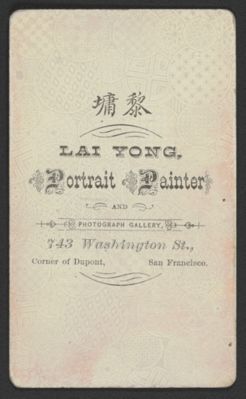 墉黎
LAI YONG,
Portrait Painter
AND
PHOTOGRAPH GALLERY,
743 Washington St.,
Corner of Dupont, San Francisco.